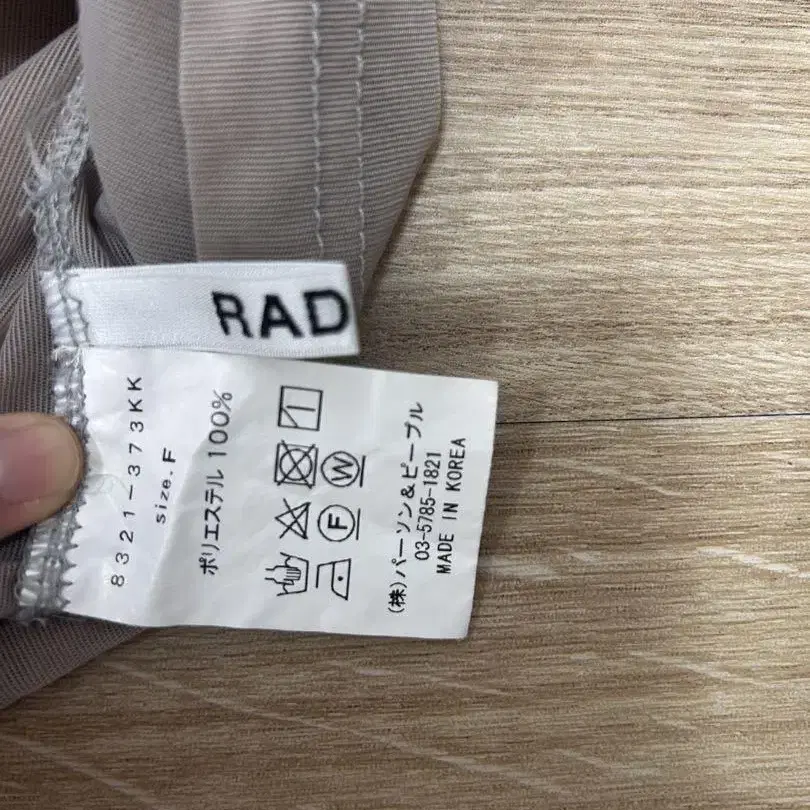 RAD
8321-373KK
size.F
ポリエステル 100%
W
F
(株)パーソン&ピープル
03-5785-1821
MADE IN KOREA